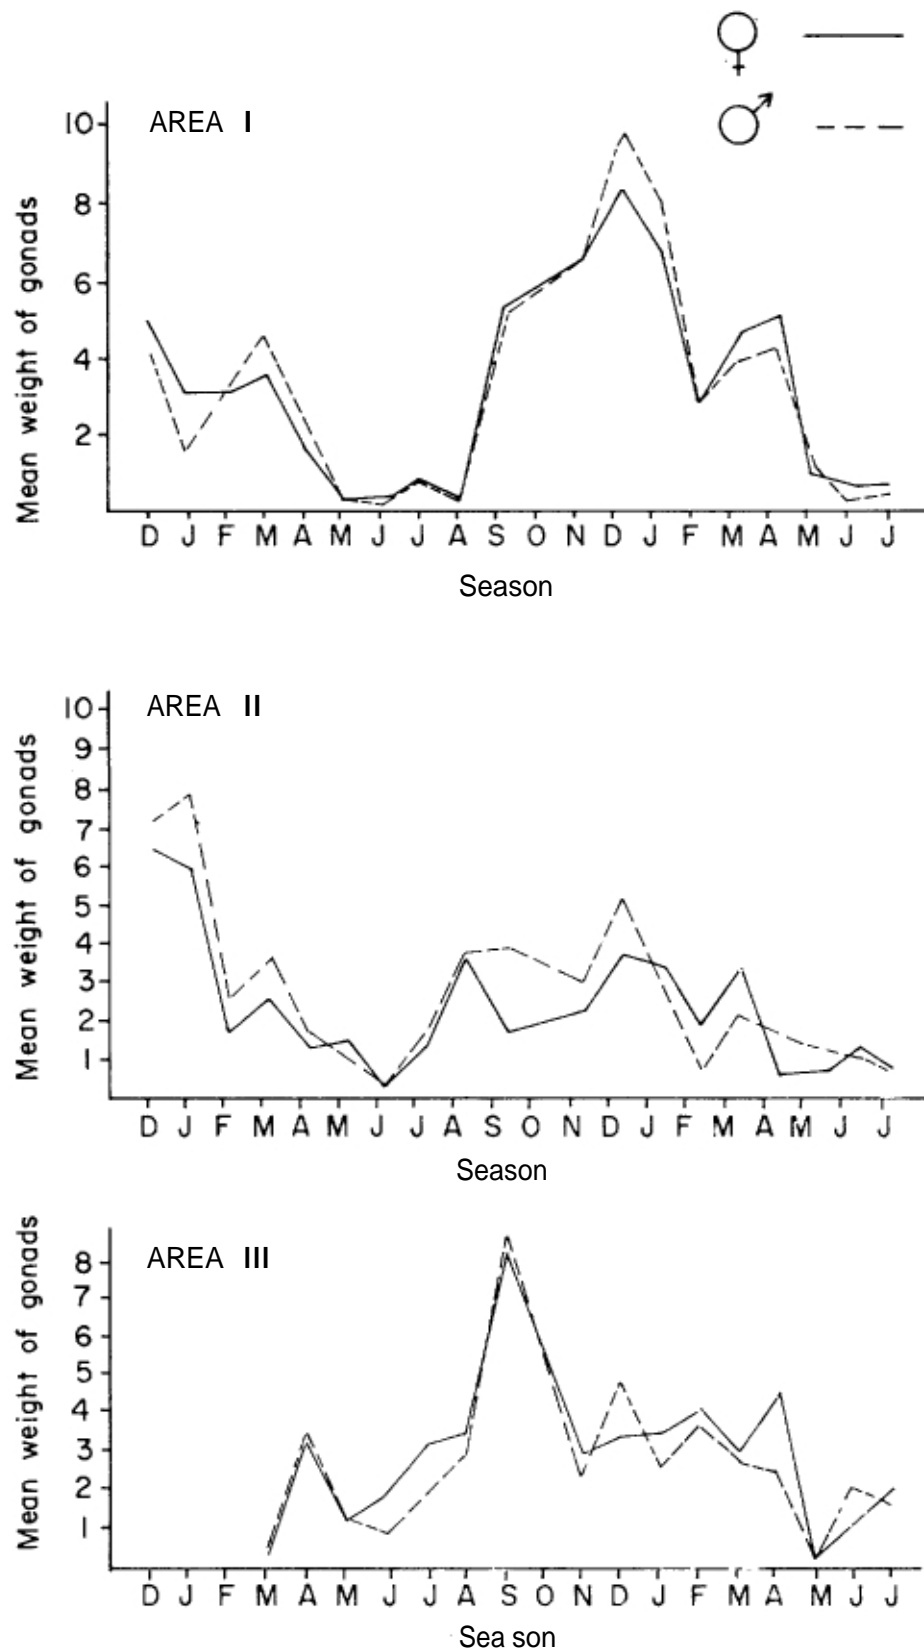 ♀
♂
AREA I
Mean weight of gonads
10
8
6
4
2
D J F M A M J J A S O N D J F M A M J J
Season
AREA II
Mean weight of gonads
10
9
8
7
6
5
4
3
2
1
D J F M A M J J A S O N D J F M A M J J
Season
AREA III
Mean weight of gonads
8
7
6
5
4
3
2
1
D J F M A M J J A S O N D J F M A M J J
Sea son